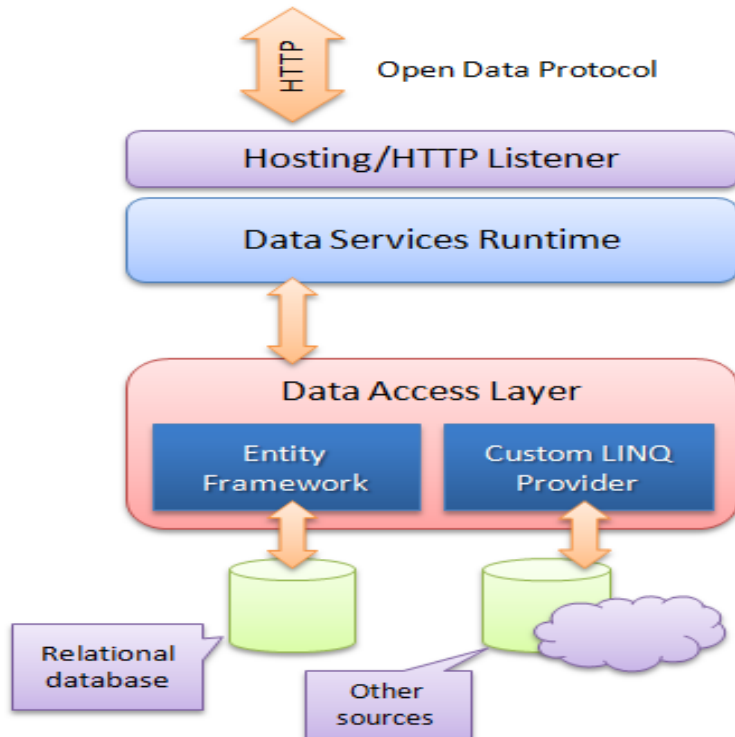 HTTP
Open Data Protocol
Hosting/HTTP Listener
Data Services Runtime
Data Access Layer
Entity
Framework
Custom LINQ
Provider
Relational
database
Other
sources